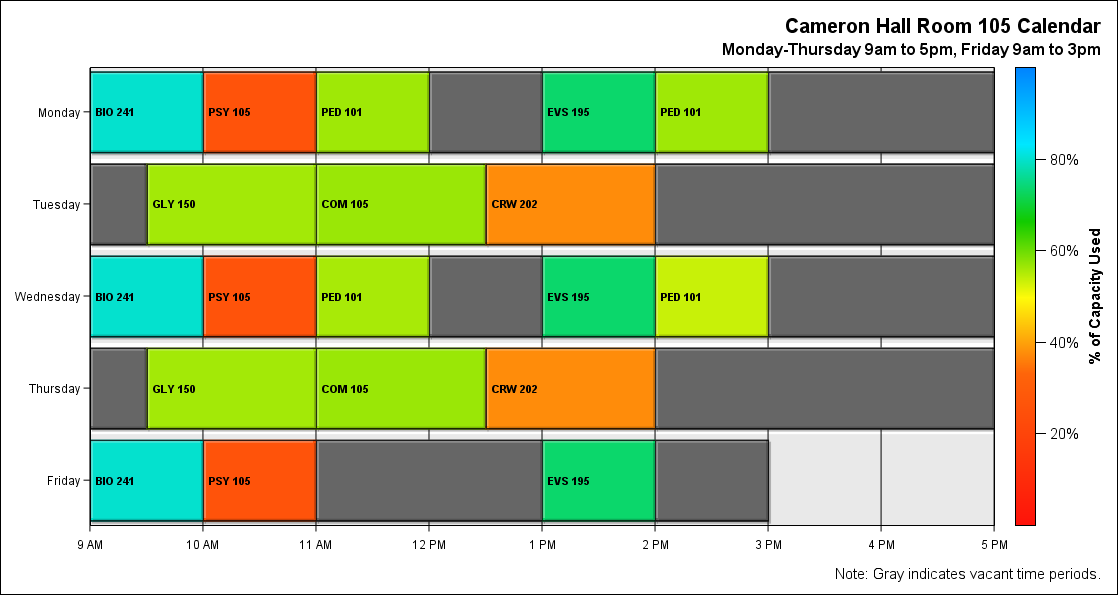 Cameron Hall Room 105 Calendar
Monday-Thursday 9am to 5pm, Friday 9am to 3pm
Monday
BIO 241
PSY 105
PED 101
EVS 195
PED 101
Tuesday
GLY 150
COM 105
CRW 202
Wednesday
BIO 241
PSY 105
PED 101
EVS 195
PED 101
Thursday
GLY 150
COM 105
CRW 202
Friday
BIO 241
PSY 105
EVS 195
9 AM
10 AM
11 AM
12 PM
1 PM
2 PM
3 PM
4 PM
5 PM
80%
60%
40%
20%
% of Capacity Used
Note: Gray indicates vacant time periods.